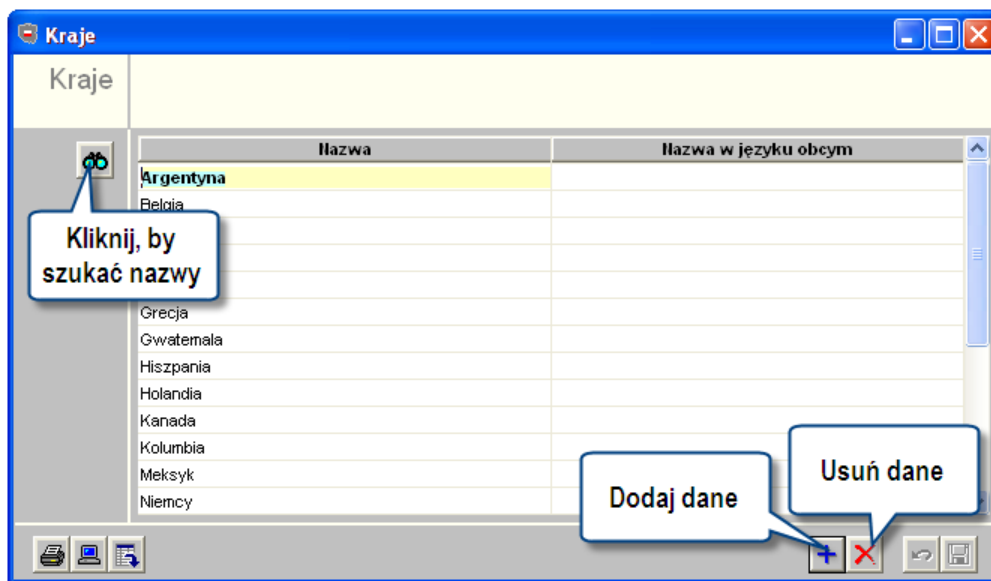 Kraje
Kraje
Nazwa
Nazwa w języku obcym
Argentyna
Belgia
Kliknij, by
szukać nazwy
Grecja
Gwatemala
Hiszpania
Holandia
Kanada
Kolumbia
Meksyk
Niemcy
Dodaj dane
Usuń dane